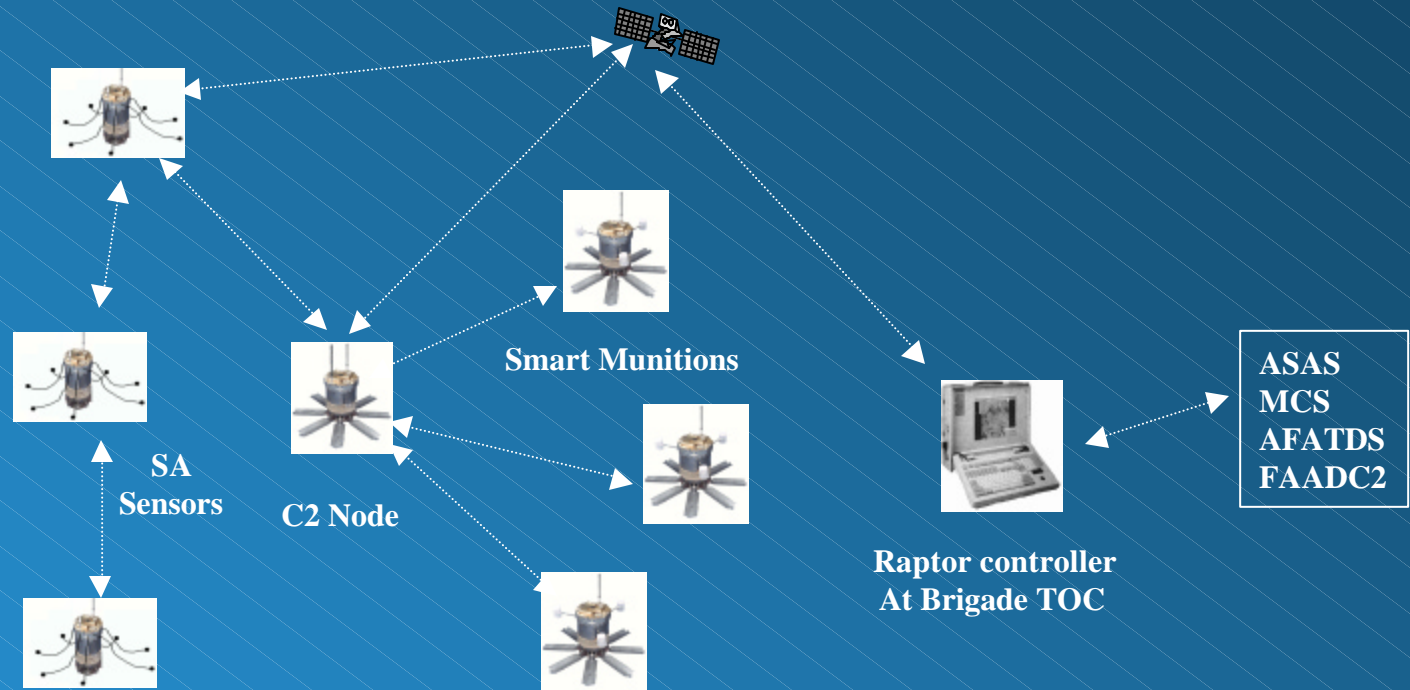 Smart Munitions
SA
Sensors
C2 Node
Raptor controller
At Brigade TOC
ASAS
MCS
AFATDS
FAADC2